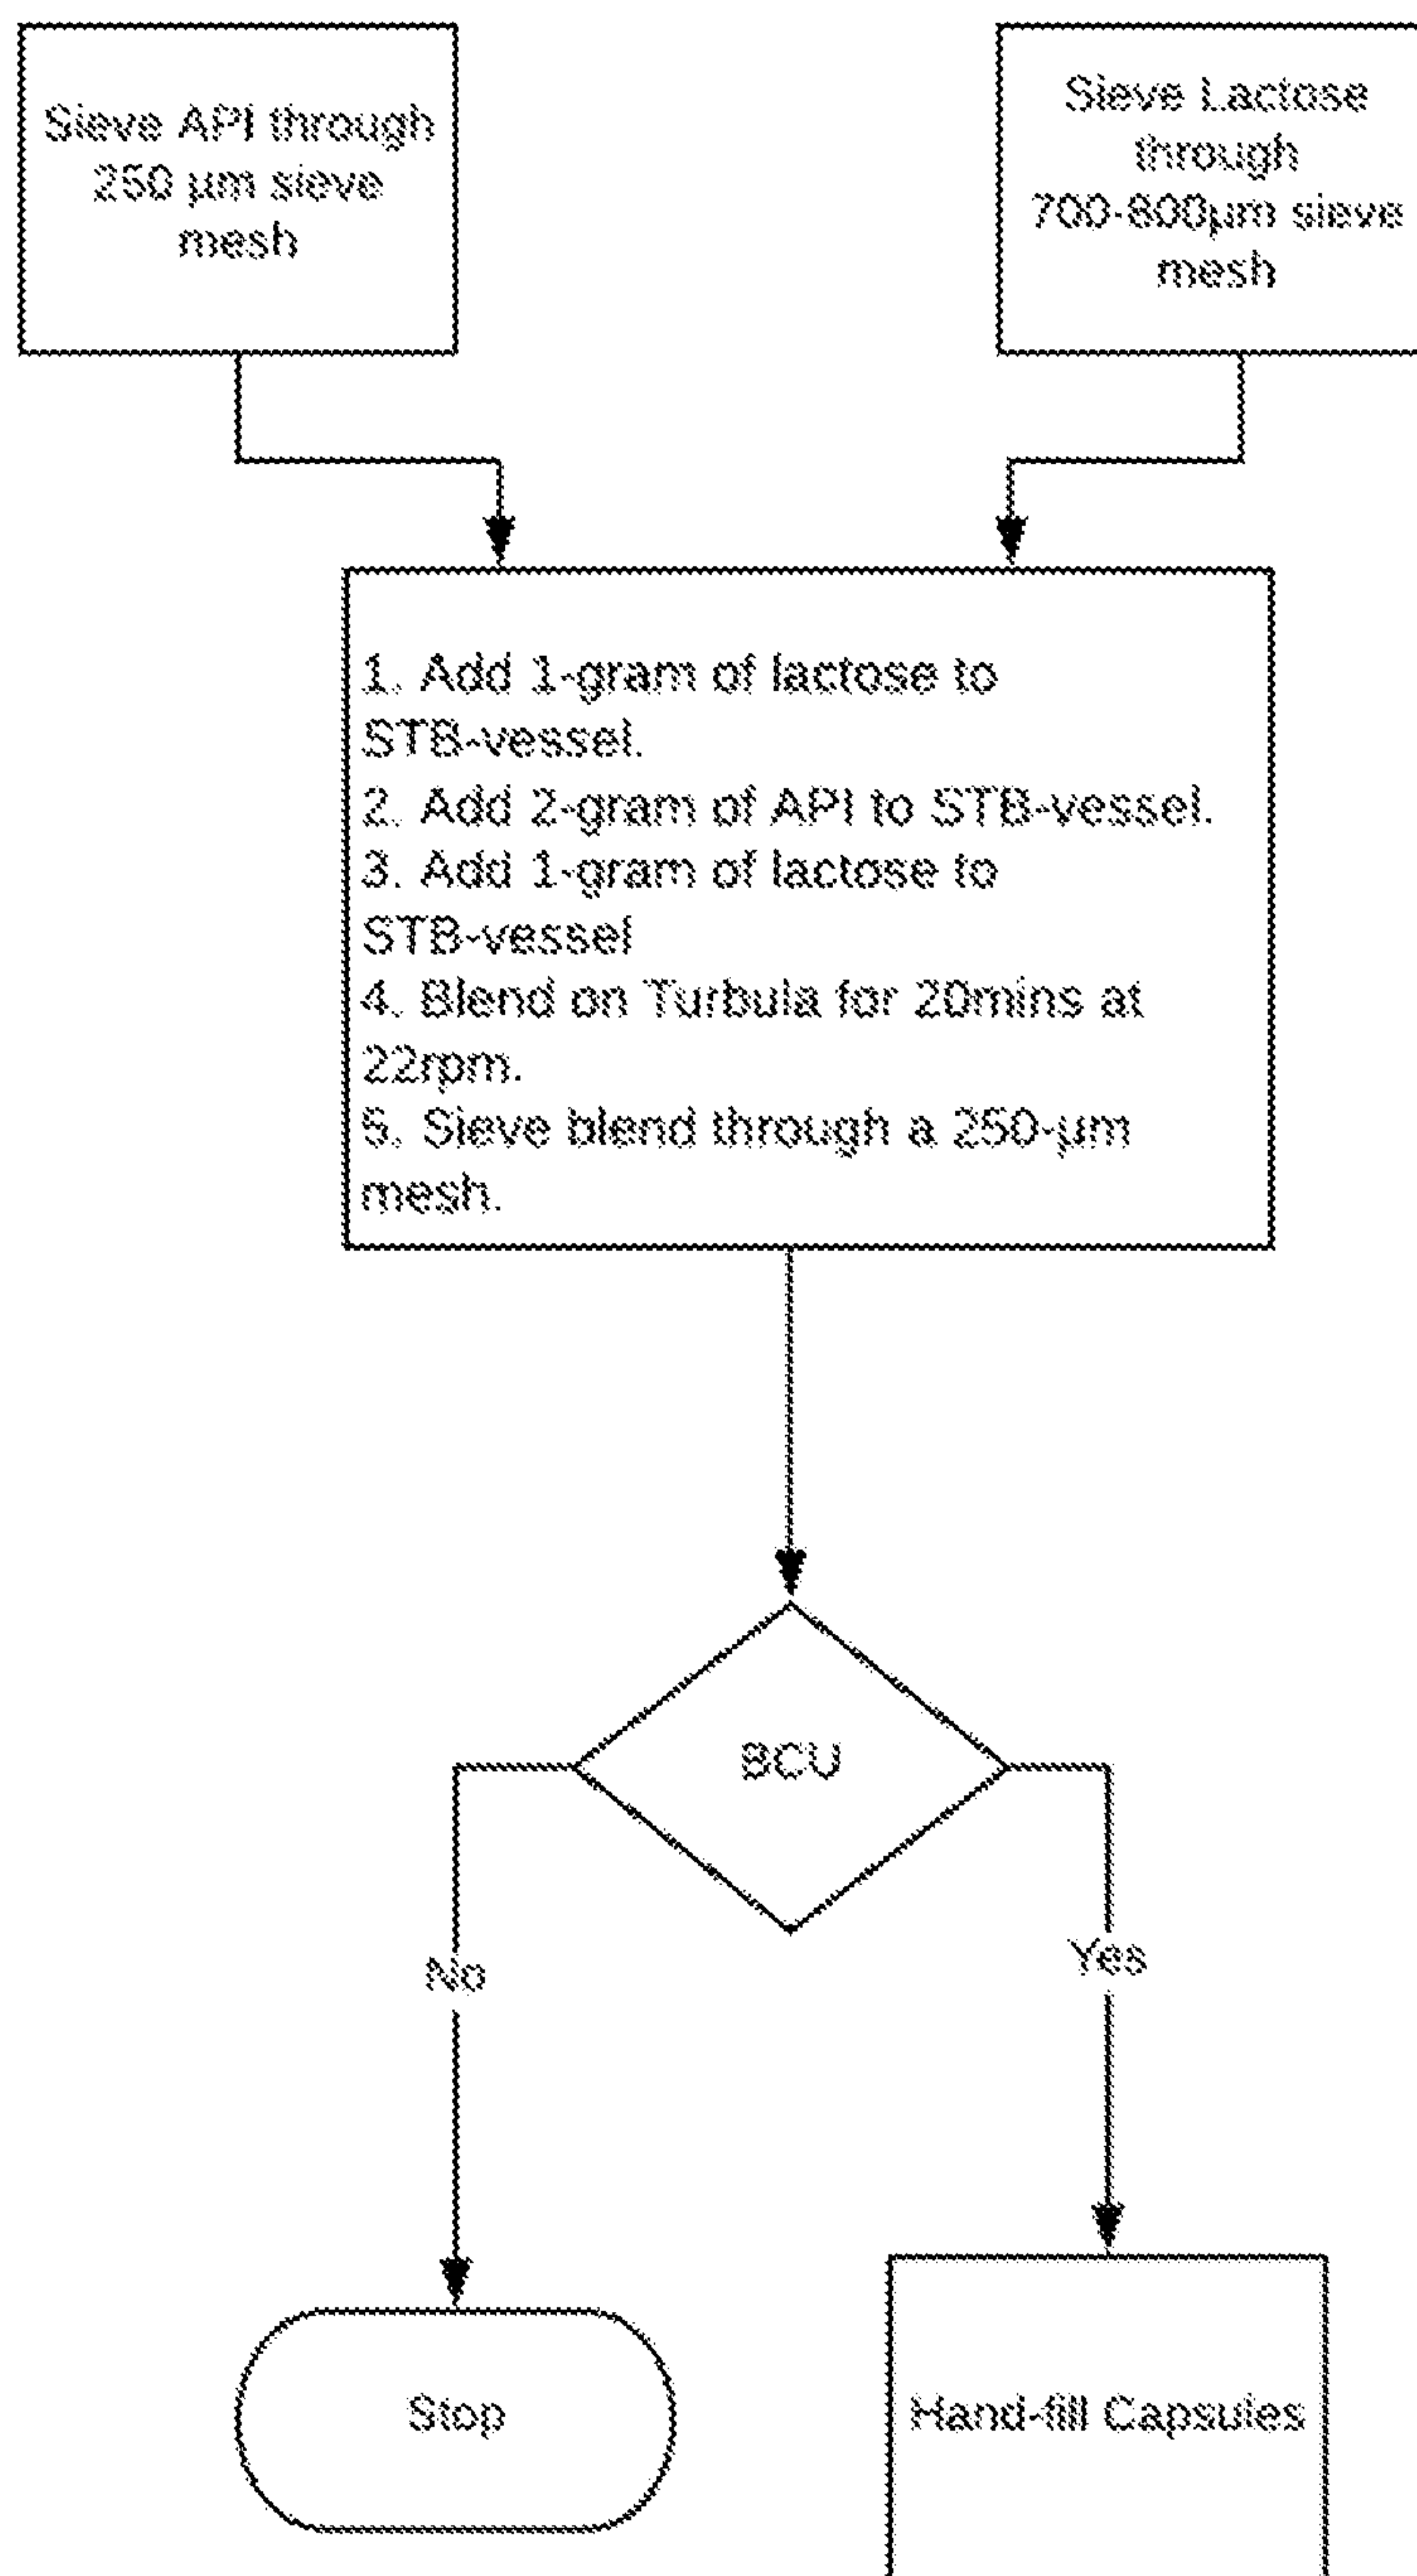 Sieve API through
250 µm sieve
mesh
Sieve Lactose
through
700-800µm sieve
mesh
1. Add 1-gram of lactose to
STB-vessel.
2. Add 2-gram of API to STB-vessel.
3. Add 1-gram of lactose to
STB-vessel
4. Blend on Turbula for 20mins at
22rpm.
5. Sieve blend through a 250-µm
mesh.
BCU
No
Yes
Stop
Hand-fill Capsules